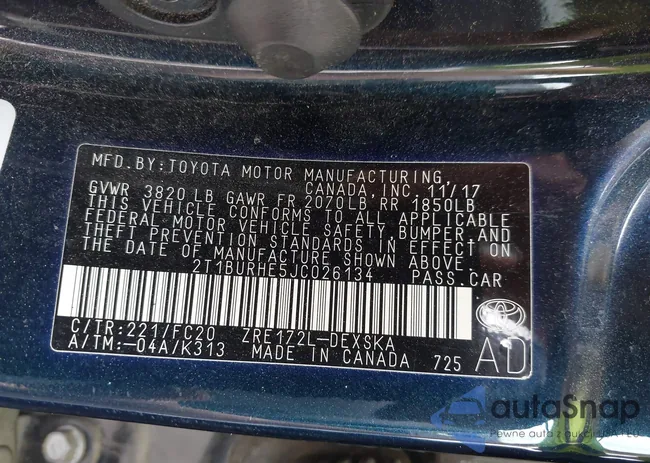 MFD. BY: TOYOTA MOTOR MANUFACTURING,
CANADA, INC. 11/17
GVWR 3820 LB GAWR FR 2070LB RR 1850LB
THIS VEHICLE CONFORMS TO ALL APPLICABLE
FEDERAL MOTOR VEHICLE SAFETY, BUMPER, AND
THEFT PREVENTION STANDARDS IN EFFECT ON
THE DATE OF MANUFACTURE SHOWN ABOVE.
2T1BURHE5JC026134 PASS. CAR
C/TR: 221/FC20 ZRE172L-DEXSKA
A/TM: -04A/K313 MADE IN CANADA 725
AD
autoSnap
Pewne auta z aukcji